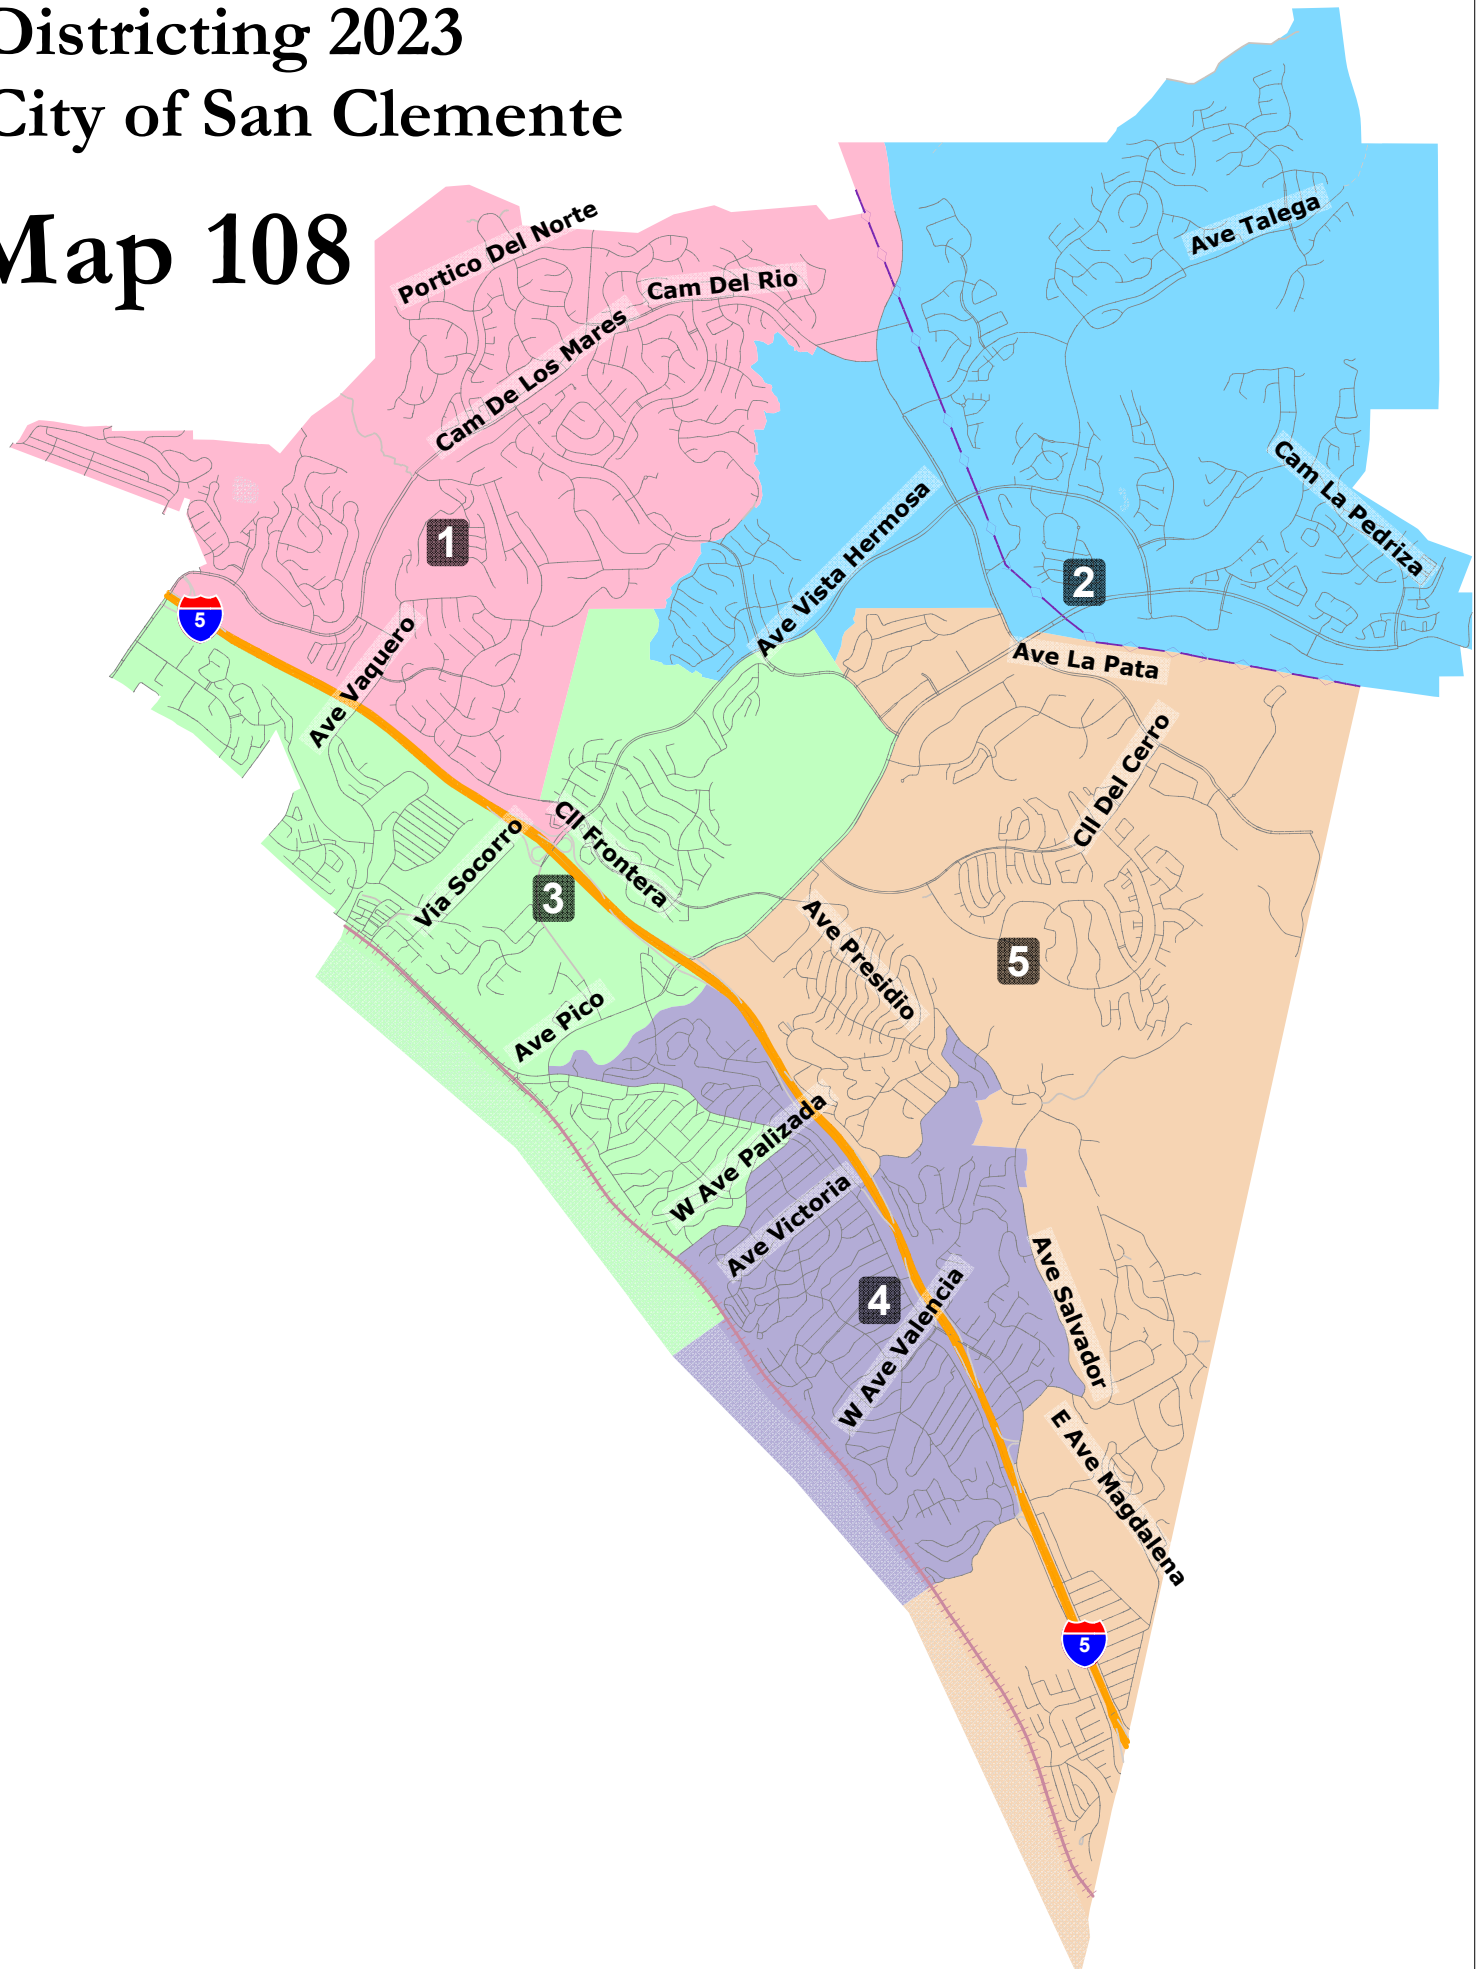 Districting 2023
City of San Clemente
Map 108
Portico Del Norte
Cam Del Rio
Cam De Los Mares
Ave Talega
Cam La Pedriza
Ave Vista Hermosa
1
2
5
Ave Vaquero
Ave La Pata
Cll Del Cerro
Cll Frontera
Via Socorro
3
Ave Presidio
5
Ave Pico
W Ave Palizada
Ave Victoria
4
W Ave Valencia
Ave Salvador
E Ave Magdalena
5